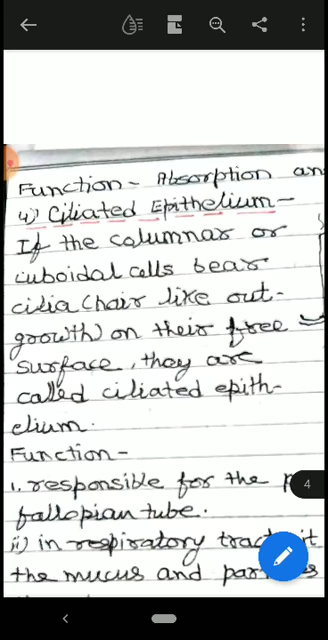 Function - Absorption an
4) Ciliated Epithelium -
If the columnar or
cuboidal cells bear
cilia (hair like out-
growth) on their free
surface, they are
called ciliated epith-
elium.
Function -
i. responsible for the
4
fallopian tube.
ii) in respiratory tract it
the mucus and